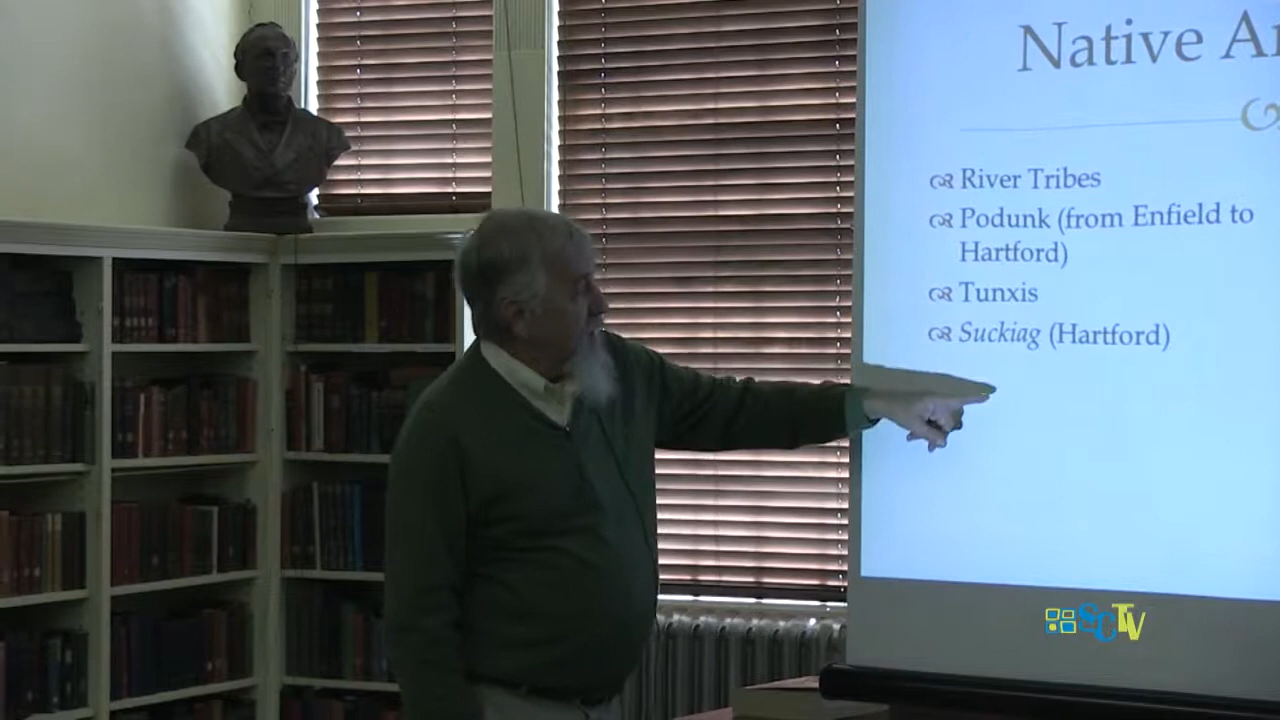 Native A
River Tribes
Podunk (from Enfield to
Hartford)
Tunxis
Suckiag (Hartford)
SCTV